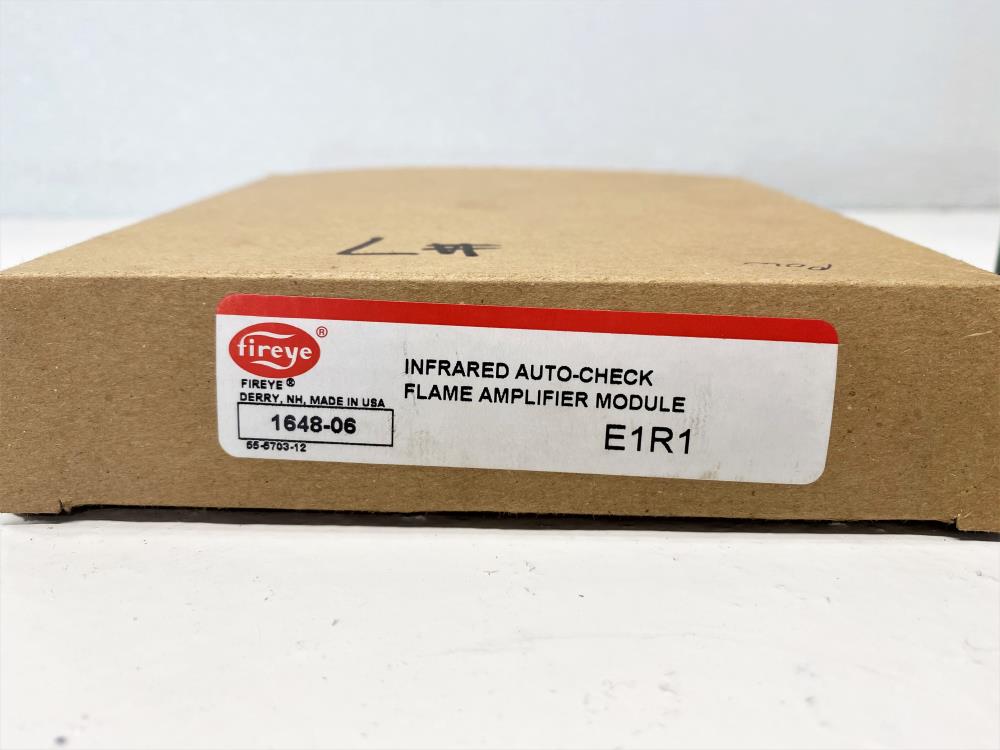 #7
Pow
fireye®
FIREYE®
DERRY, NH, MADE IN USA
1648-06
55-5703-12
INFRARED AUTO-CHECK
FLAME AMPLIFIER MODULE
E1R1